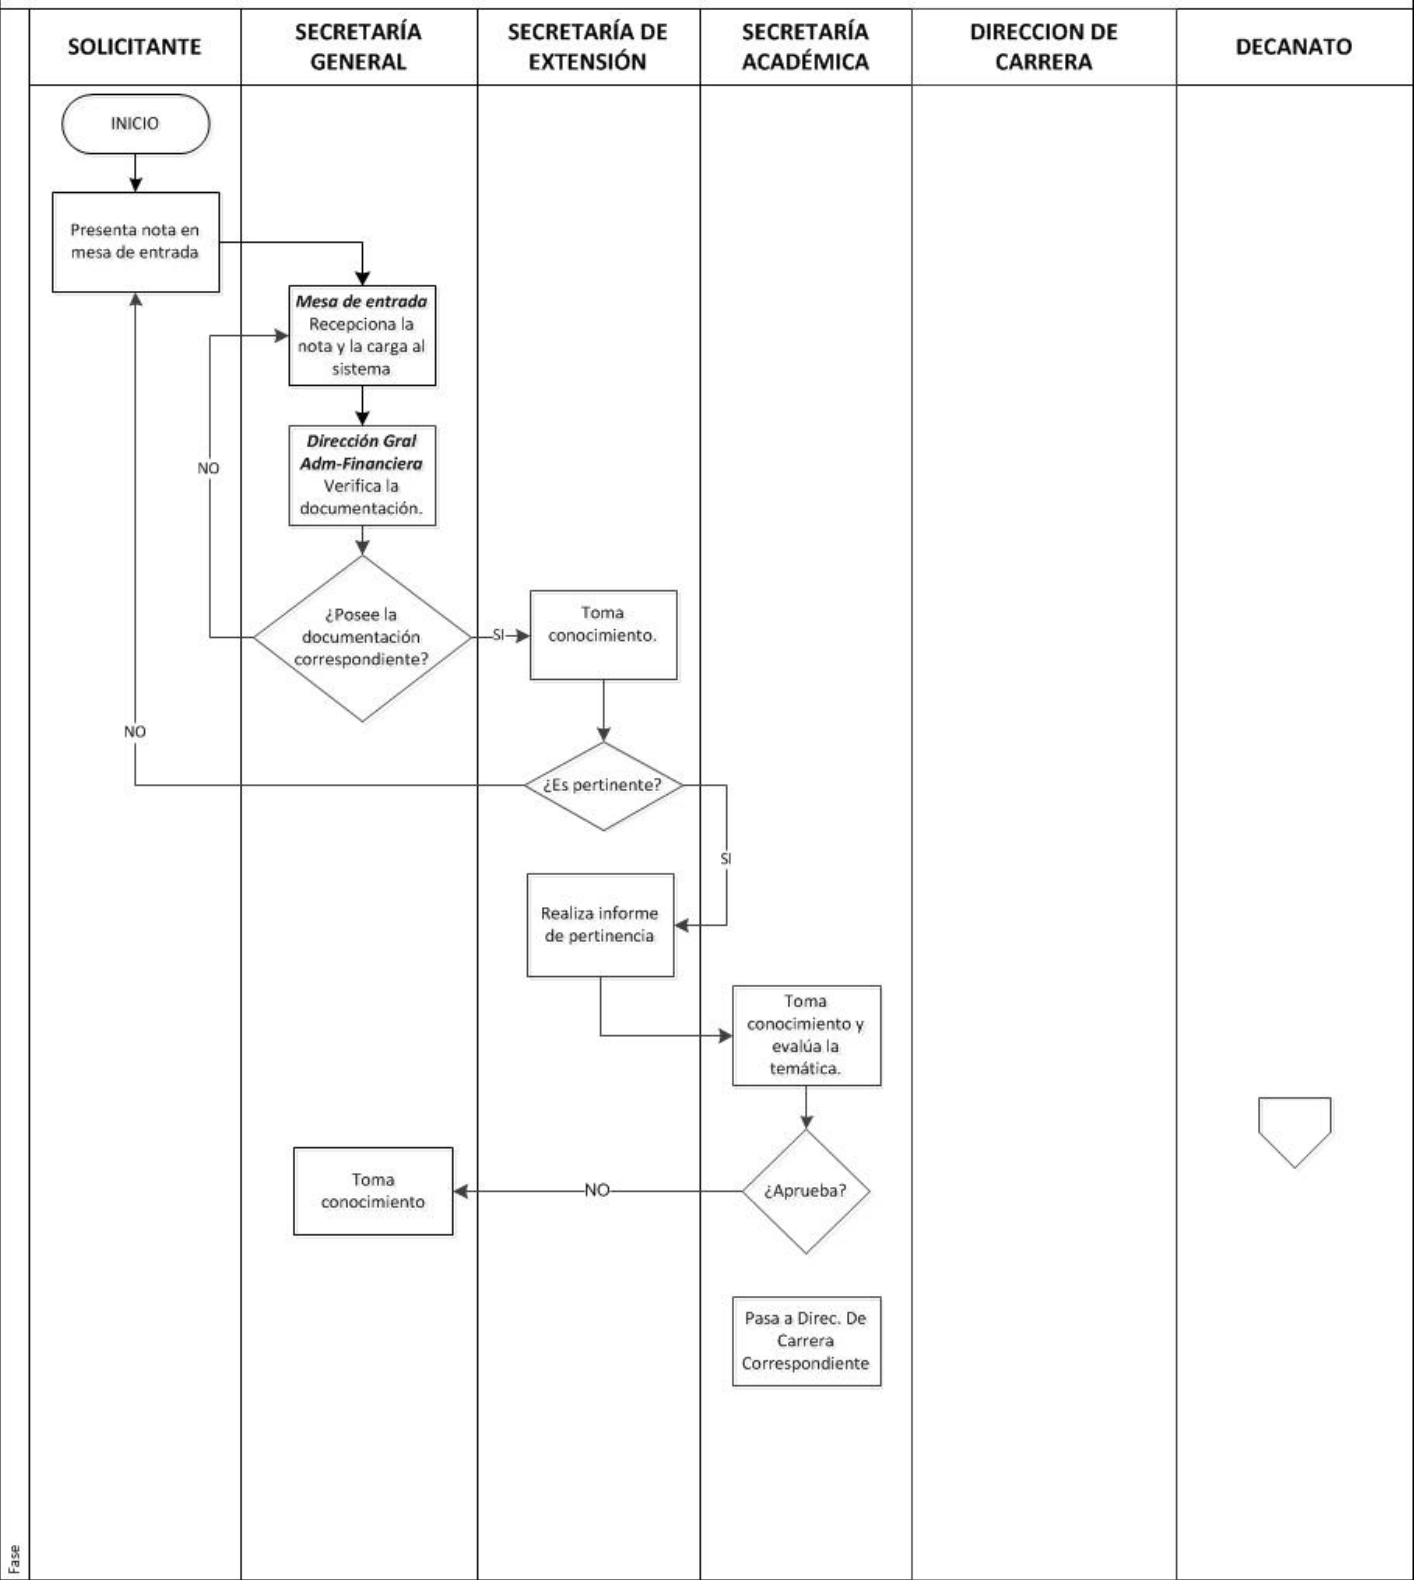 SOLICITANTE
SECRETARÍA
GENERAL
SECRETARÍA DE
EXTENSIÓN
SECRETARÍA
ACADÉMICA
DIRECCION DE
CARRERA
DECANATO
INICIO
Presenta nota en
mesa de entrada
Mesa de entrada
Recepciona la
nota y la carga al
sistema
Dirección Gral
Adm-Financiera
Verifica la
documentación.
NO
¿Posee la
documentación
correspondiente?
SI
Toma
conocimiento.
NO
¿Es pertinente?
SI
Realiza informe
de pertinencia
Toma
conocimiento y
evalúa la
temática.
¿Aprueba?
NO
Toma
conocimiento
Pasa a Direc. De
Carrera
Correspondiente
Fase